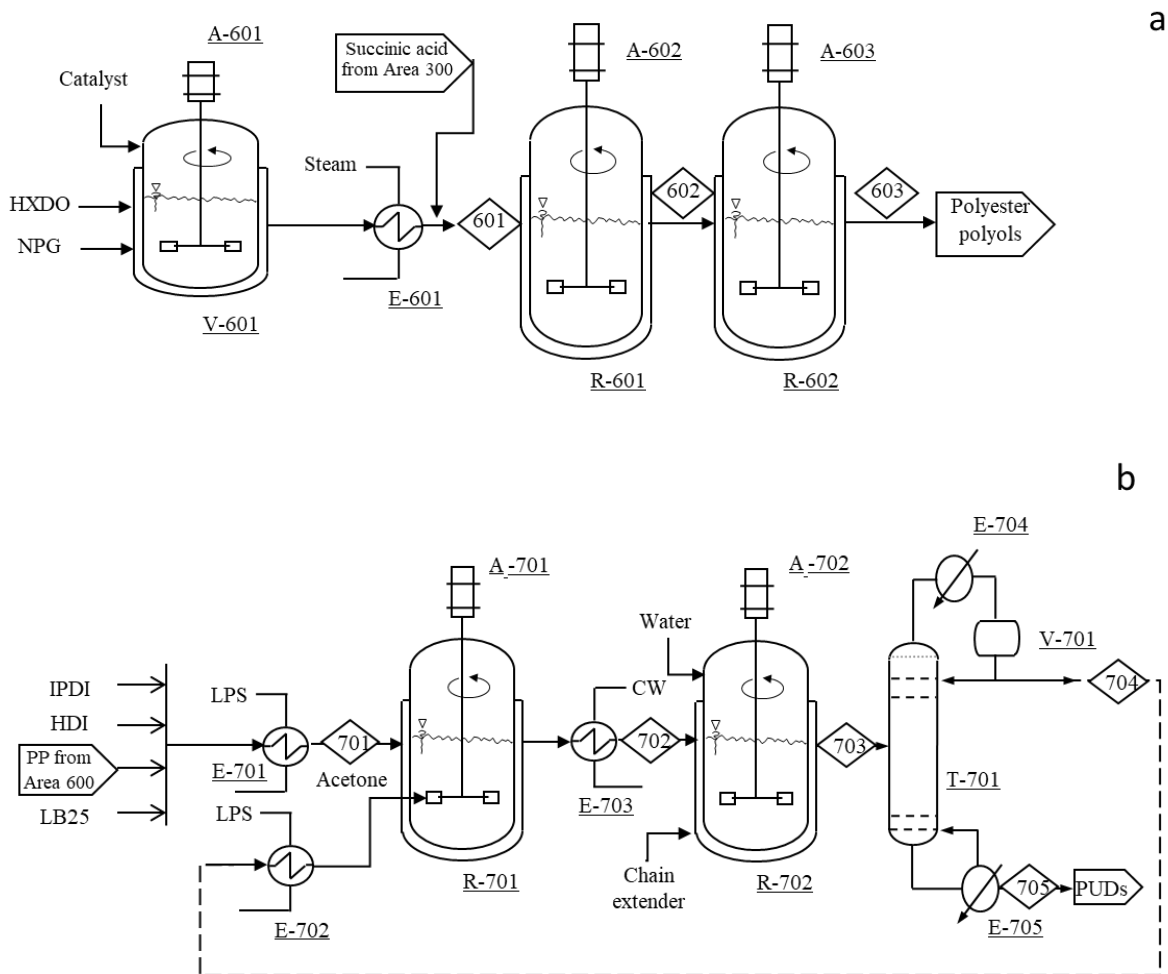 a
A-601
Catalyst
HXDO
NPG
V-601
Succinic acid
from Area 300
Steam
E-601
601
A-602
R-601
602
A-603
R-602
603
Polyester
polyols
b
IPDI
HDI
PP from
Area 600
LB25
LPS
E-701
701
Acetone
LPS
E-702
A_-701
R-701
CW
E-703
702
Water
Chain
extender
A_-702
R-702
703
E-704
V-701
704
T-701
705
E-705
PUDs